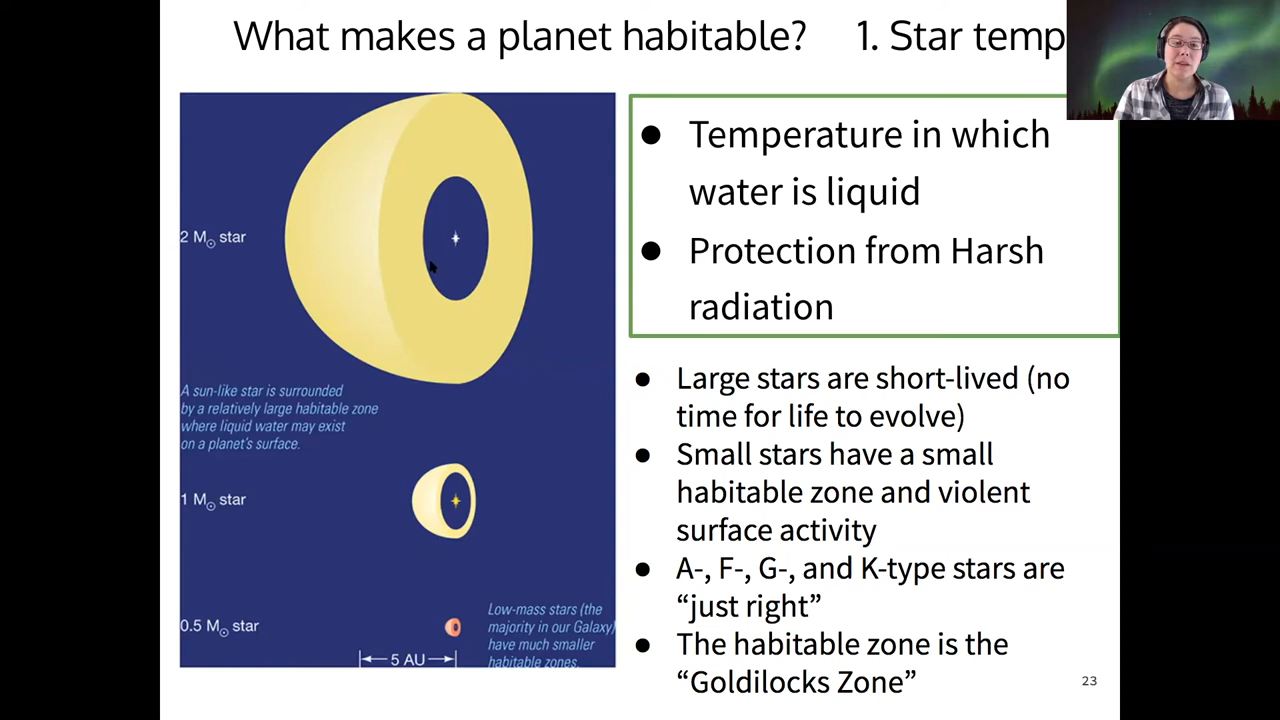 What makes a planet habitable? 1. Star temp
2 M☉ star
A sun-like star is surrounded
by a relatively large habitable zone
where liquid water may exist
on a planet's surface.
1 M☉ star
0.5 M☉ star
Low-mass stars (the
majority in our Galaxy)
have much smaller
habitable zones.
5 AU
● Temperature in which
water is liquid
● Protection from Harsh
radiation
● Large stars are short-lived (no
time for life to evolve)
● Small stars have a small
habitable zone and violent
surface activity
● A-, F-, G-, and K-type stars are
“just right”
● The habitable zone is the
“Goldilocks Zone”
23